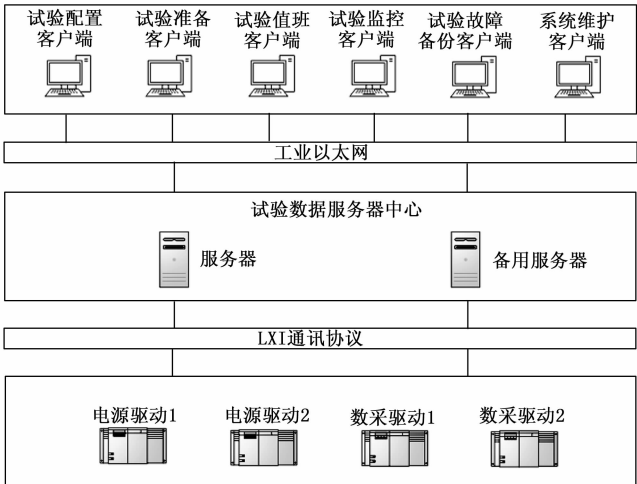 试验配置 试验准备 试验值班 试验监控 试验故障 系统维护
客户端 客户端 客户端 客户端 备份客户端 客户端
工业以太网
试验数据服务器中心
服务器 备用服务器
LXI通讯协议
电源驱动1 电源驱动2 数采驱动1 数采驱动2